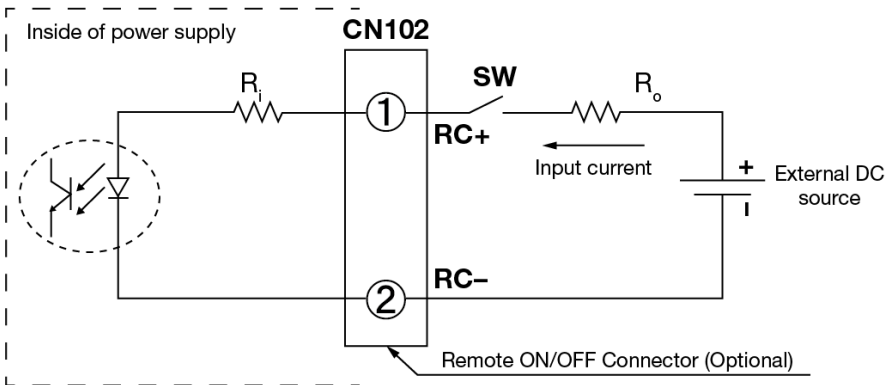 Inside of power supply
CN102
Ri
1
SW
Ro
RC+
Input current
+
External DC
source
–
2
RC–
Remote ON/OFF Connector (Optional)